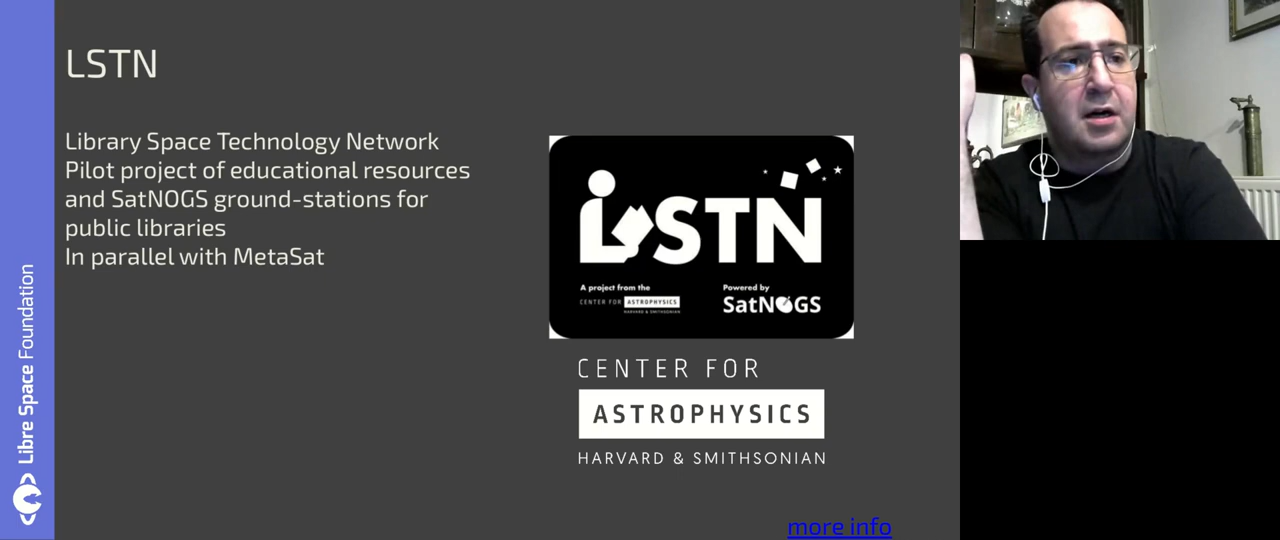 LSTN
Library Space Technology Network
Pilot project of educational resources
and SatNOGS ground-stations for
public libraries
In parallel with MetaSat
LSTN
A project from the
CENTER FOR ASTROPHYSICS
HARVARD & SMITHSONIAN
Powered by
SatNOGS
CENTER FOR
ASTROPHYSICS
HARVARD & SMITHSONIAN
more info
Libre Space Foundation